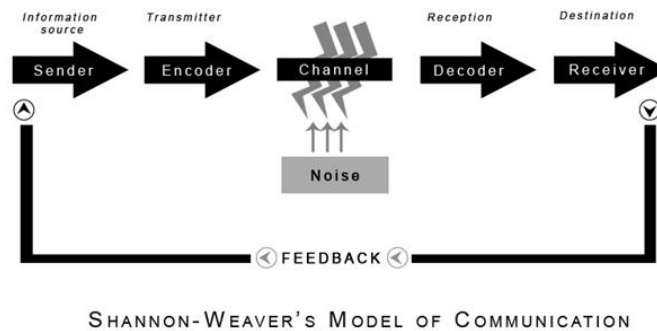 Information
source
Transmitter
Reception
Destination
Sender
Encoder
Channel
Decoder
Receiver
Noise
FEEDBACK
SHANNON-WEAVER'S MODEL OF COMMUNICATION